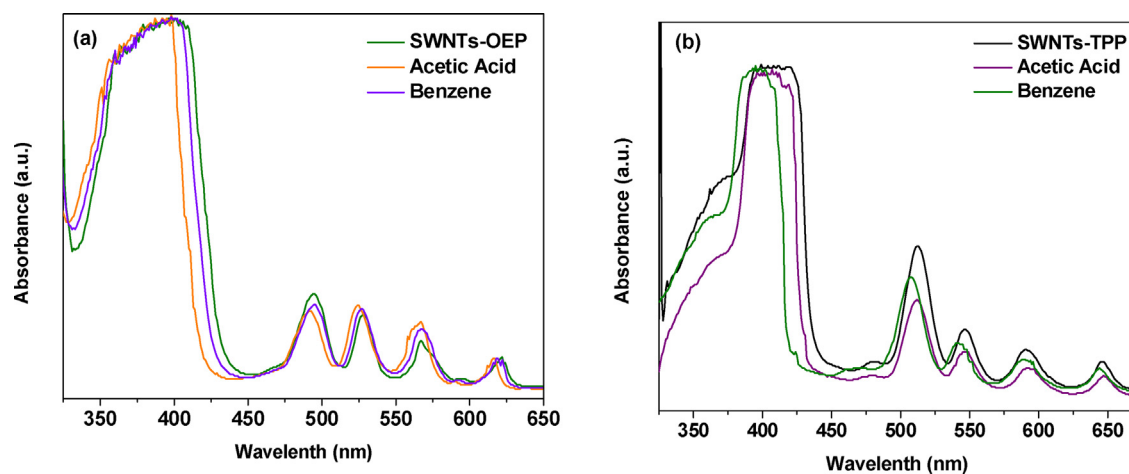 (a)
SWNTs-OEP
Acetic Acid
Benzene
Absorbance (a.u.)
350 400 450 500 550 600 650
Wavelenth (nm)
(b)
SWNTs-TPP
Acetic Acid
Benzene
Absorbance (a.u.)
350 400 450 500 550 600 650
Wavelenth (nm)